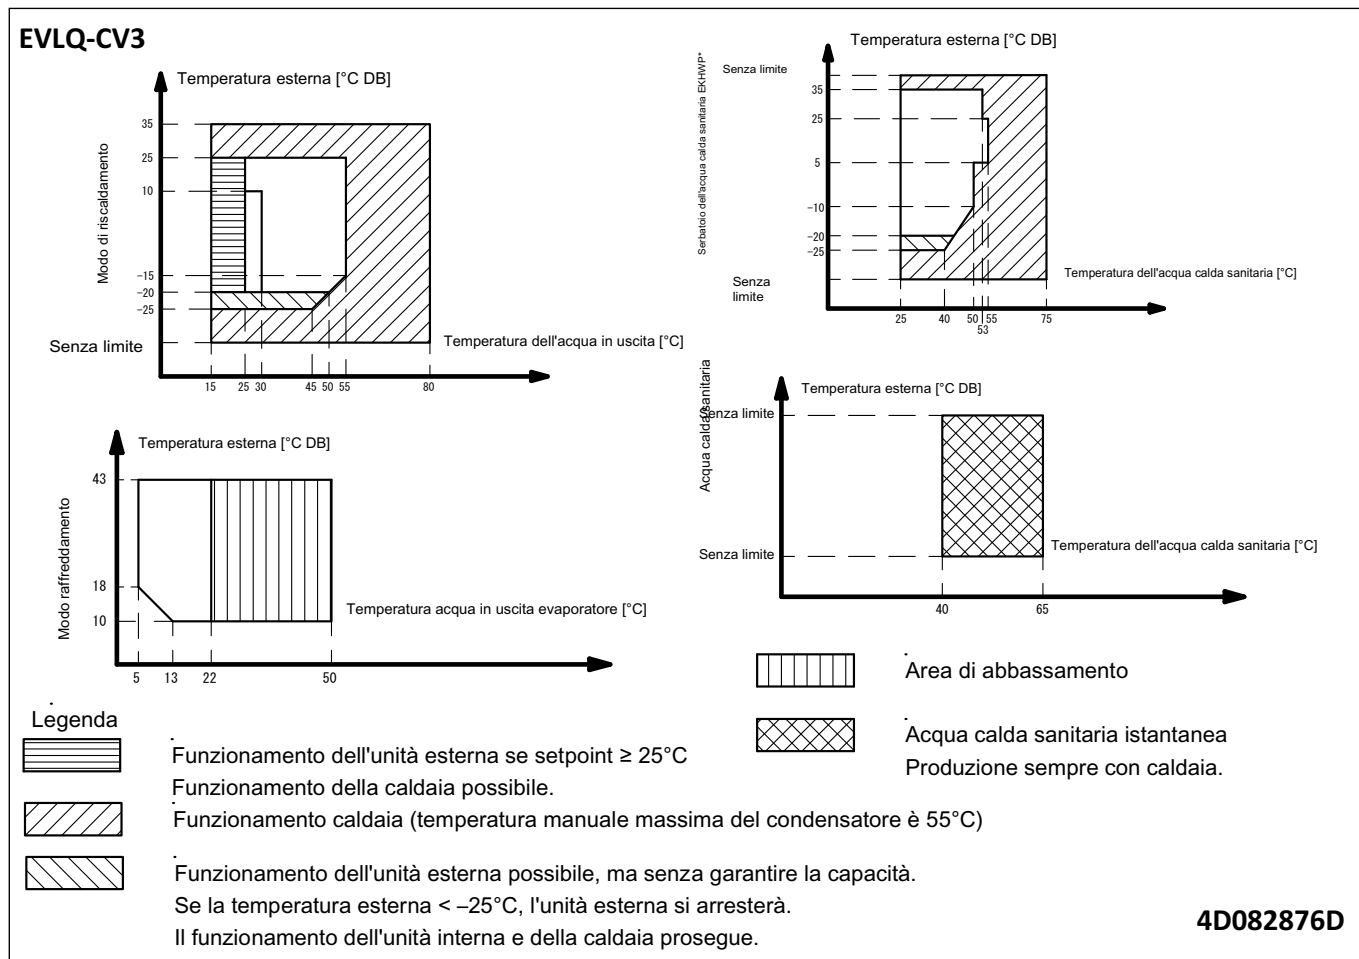 EVLQ-CV3
Temperatura esterna [°C DB]
Modo di riscaldamento
35
25
10
−15
−20
−25
Senza limite
Temperatura dell'acqua in uscita [°C]
15 25 30 45 50 55 80
Temperatura esterna [°C DB]
Serbatoio dell'acqua calda sanitaria EKHWP*
Senza limite
35
25
5
−10
−20
−25
Senza
limite
Temperatura dell'acqua calda sanitaria [°C]
25 40 50 53 55 75
Temperatura esterna [°C DB]
Modo raffreddamento
43
18
10
Temperatura acqua in uscita evaporatore [°C]
5 13 22 50
Temperatura esterna [°C DB]
Acqua calda sanitaria
Senza limite
Senza limite
Temperatura dell'acqua calda sanitaria [°C]
40 65
Legenda
Funzionamento dell'unità esterna se setpoint ≥ 25°C
Funzionamento della caldaia possibile.
Funzionamento caldaia (temperatura manuale massima del condensatore è 55°C)
Funzionamento dell'unità esterna possibile, ma senza garantire la capacità.
Se la temperatura esterna < –25°C, l'unità esterna si arresterà.
Il funzionamento dell'unità interna e della caldaia prosegue.
Area di abbassamento
Acqua calda sanitaria istantanea
Produzione sempre con caldaia.
4D082876D